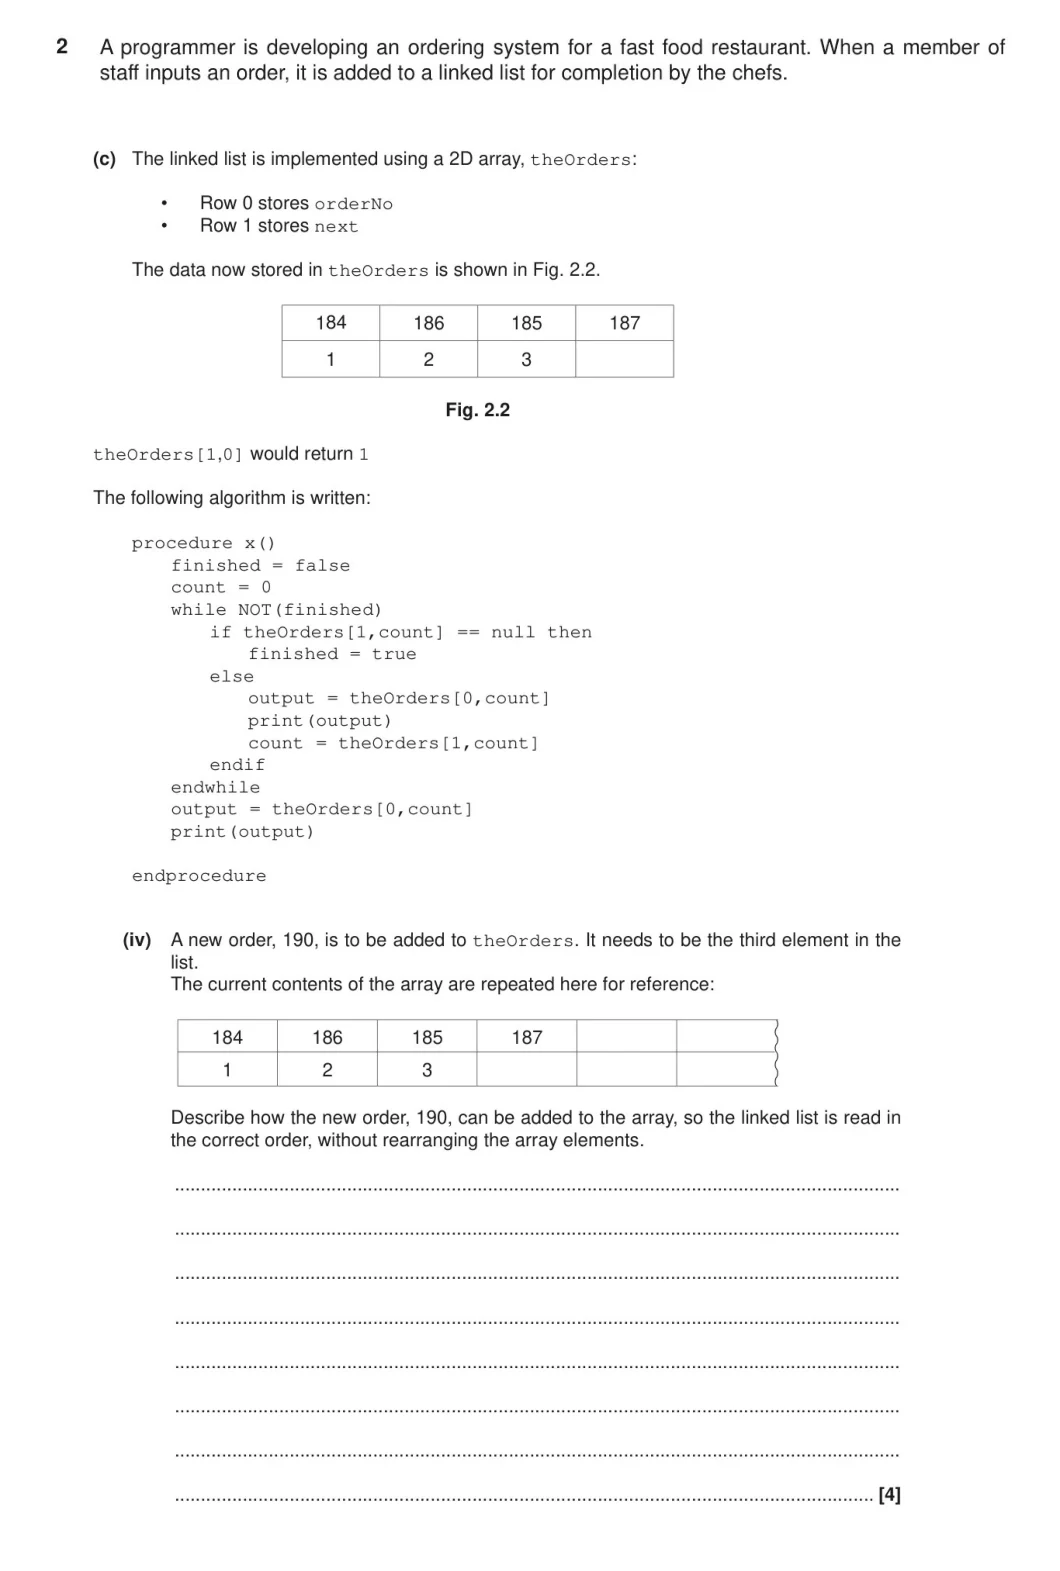 2 A programmer is developing an ordering system for a fast food restaurant. When a member of
staff inputs an order, it is added to a linked list for completion by the chefs.
(c) The linked list is implemented using a 2D array, theOrders:
• Row 0 stores orderNo
• Row 1 stores next
The data now stored in theOrders is shown in Fig. 2.2.
184 186 185 187
1 2 3
Fig. 2.2
theOrders[1,0] would return 1
The following algorithm is written:
procedure x()
finished = false
count = 0
while NOT(finished)
if theOrders[1,count] == null then
finished = true
else
output = theOrders[0,count]
print(output)
count = theOrders[1,count]
endif
endwhile
output = theOrders[0,count]
print(output)
endprocedure
(iv) A new order, 190, is to be added to theOrders. It needs to be the third element in the
list.
The current contents of the array are repeated here for reference:
184 186 185 187
1 2 3
Describe how the new order, 190, can be added to the array, so the linked list is read in
the correct order, without rearranging the array elements.
[4]